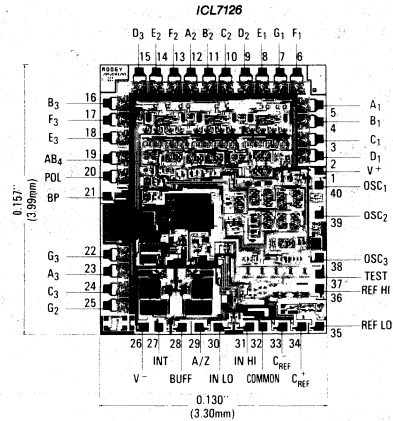 ICL7126
D3 E2 F2 A2 B2 C2 D2 E1 G1 F1
15 14 13 12 11 10 9 8 7 6
B3 16
F3 17
E3 18
AB4 19
POL 20
BP 21
G3 22
A3 23
C3 24
G2 25
5 A1
4 B1
3 C1
2 D1
1 V+
40 OSC1
39 OSC2
38 OSC3
37 TEST
36 REF HI
35 REF LO
26 27 28 29 30 31 32 33 34
INT A/Z IN HI C-REF
V- BUFF IN LO COMMON C+REF
0.157"
(3.99mm)
0.130"
(3.30mm)